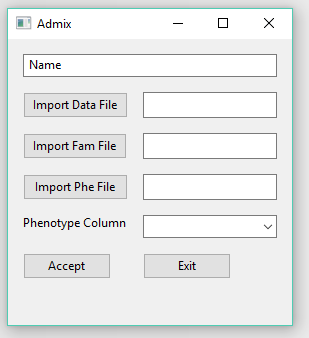 Admix
Name
Import Data File
Import Fam File
Import Phe File
Phenotype Column
Accept Exit